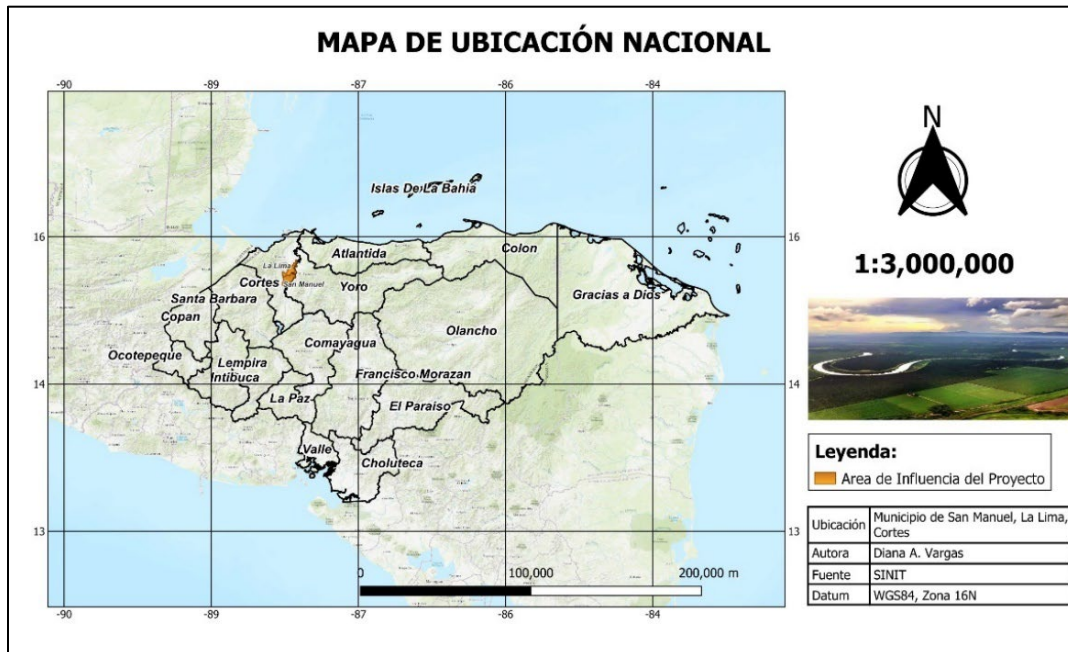 MAPA DE UBICACIÓN NACIONAL
-90 -89 -87 -86 -84
Islas De La Bahia
16 16
Atlantida Colon
La Lima
Cortes San Manuel Yoro
Gracias a Dios
Santa Barbara
Copan
Olancho
Comayagua
Ocotepeque
Lempira
Intibuca Francisco Morazan
14 14
La Paz
El Paraiso
Valle
Choluteca
13 13
0 100,000 200,000 m
-90 -89 -87 -86 -84
N
1:3,000,000
Leyenda:
Area de Influencia del Proyecto
Ubicación Municipio de San Manuel, La Lima,
Cortes
Autora Diana A. Vargas
Fuente SINIT
Datum WGS84, Zona 16N